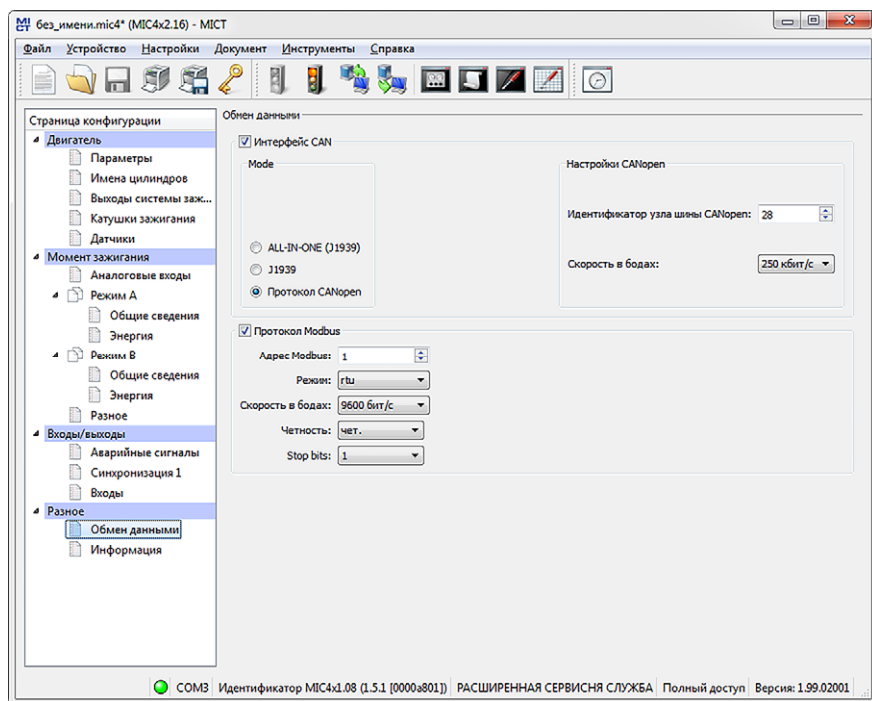 MICT без_имени.mic4* (MIC4x2.16) - MICT
Файл Устройство Настройки Документ Инструменты Справка
Страница конфигурации
Двигатель
Параметры
Имена цилиндров
Выходы системы заж...
Катушки зажигания
Датчики
Момент зажигания
Аналоговые входы
Режим A
Общие сведения
Энергия
Режим B
Общие сведения
Энергия
Разное
Входы/выходы
Аварийные сигналы
Синхронизация 1
Входы
Разное
Обмен данными
Информация
Обмен данными
Интерфейс CAN
Mode
ALL-IN-ONE (J1939)
J1939
Протокол CANopen
Настройки CANopen
Идентификатор узла шины CANopen: 28
Скорость в бодах: 250 кбит/с
Протокол Modbus
Адрес Modbus: 1
Режим: rtu
Скорость в бодах: 9600 бит/с
Четность: чет.
Stop bits: 1
COM3 Идентификатор MIC4x1.08 (1.5.1 [0000a801]) РАСШИРЕННАЯ СЕРВИСНЯ СЛУЖБА Полный доступ Версия: 1.99.02001